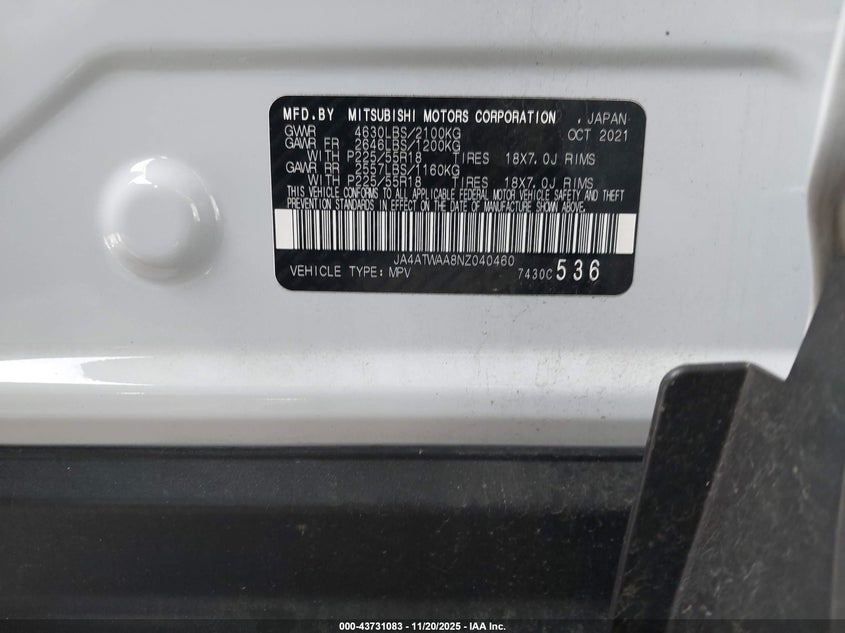 MFD.BY MITSUBISHI MOTORS CORPORATION , JAPAN
GVWR 4630LBS/2100KG OCT 2021
GAWR FR 2646LBS/1200KG
WITH P225/55R18 TIRES 18X7.0J RIMS
GAWR RR 2557LBS/1160KG
WITH P225/55R18 TIRES 18X7.0J RIMS
THIS VEHICLE CONFORMS TO ALL APPLICABLE FEDERAL MOTOR VEHICLE SAFETY AND THEFT
PREVENTION STANDARDS IN EFFECT ON THE DATE OF MANUFACTURE SHOWN ABOVE.
JA4ATWAA8NZ040460
VEHICLE TYPE: MPV 7430C 536
000-43731083 - 11/20/2025 - IAA Inc.